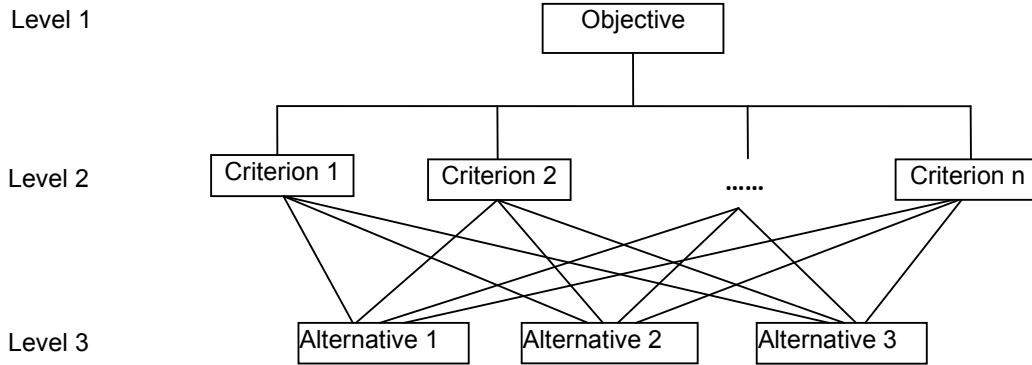 Level 1
Objective
Level 2
Criterion 1
Criterion 2
......
Criterion n
Level 3
Alternative 1
Alternative 2
Alternative 3